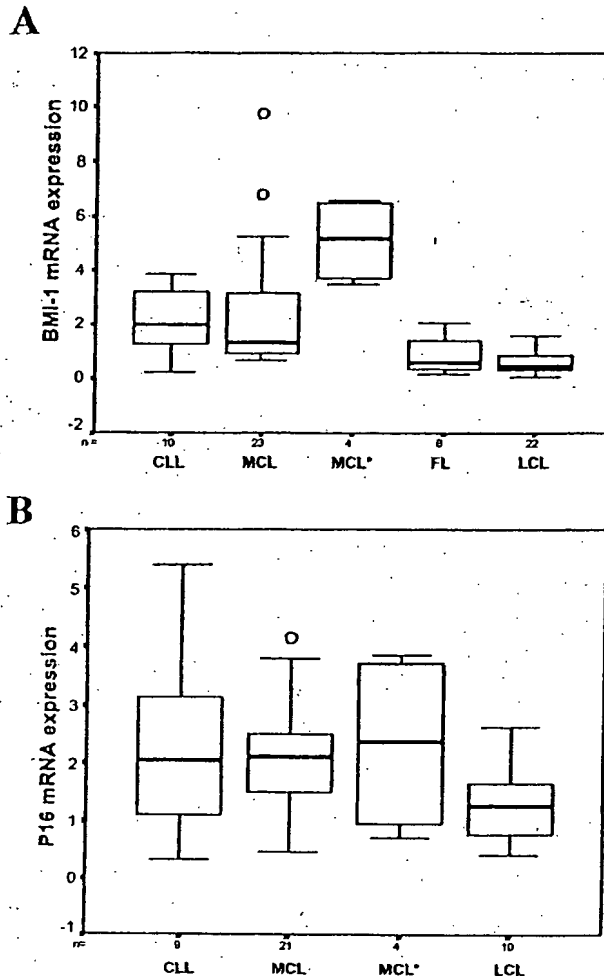 A
BMI-1 mRNA expression
12
10
8
6
4
2
0
-2
n= 10 23 4 8 22
CLL MCL MCL* FL LCL
B
P16 mRNA expression
6
5
4
3
2
1
0
-1
n= 9 21 4 10
CLL MCL MCL* LCL